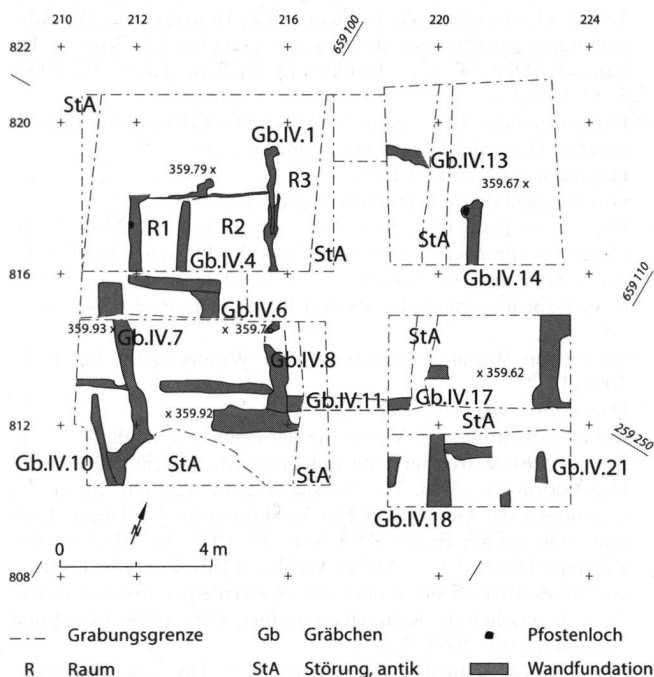 822 212 216 659 100 220 224
StA
820
Gb.IV.1
359.79 x
R3
Gb.IV.13
359.67 x
R1 R2
StA StA
816 Gb.IV.4 Gb.IV.14
659 110
Gb.IV.6
359.93 x Gb.IV.7 x 359.76
StA
Gb.IV.8
x 359.62
Gb.IV.11 Gb.IV.17
x 359.92
812 StA
259 250
Gb.IV.10 StA StA Gb.IV.21
Gb.IV.18
N
0 4 m
808
Grabungsgrenze Gb Gräbchen Pfostenloch
R Raum StA Störung, antik Wandfundation